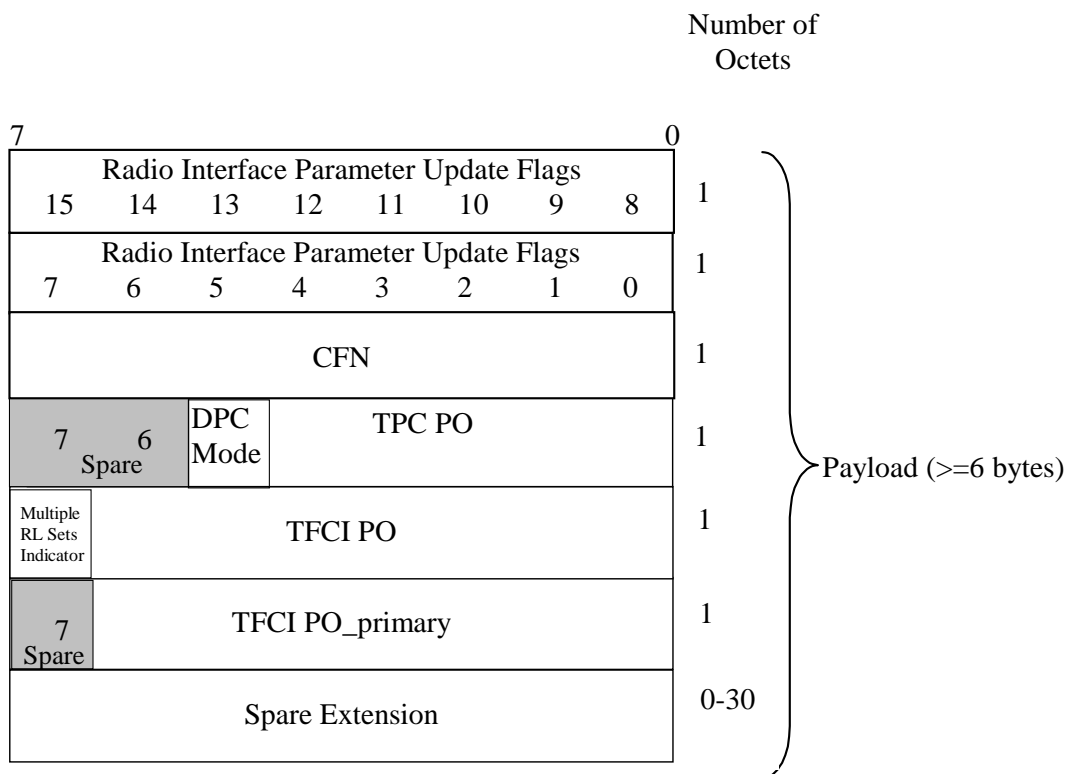 Number of
Octets
7 0
Radio Interface Parameter Update Flags
15 14 13 12 11 10 9 8
1
Radio Interface Parameter Update Flags
7 6 5 4 3 2 1 0
1
CFN
1
7 6
Spare
DPC
Mode
TPC PO
1
Multiple
RL Sets
Indicator
TFCI PO
1
7
Spare
TFCI PO_primary
1
Spare Extension
0-30
Payload (>=6 bytes)